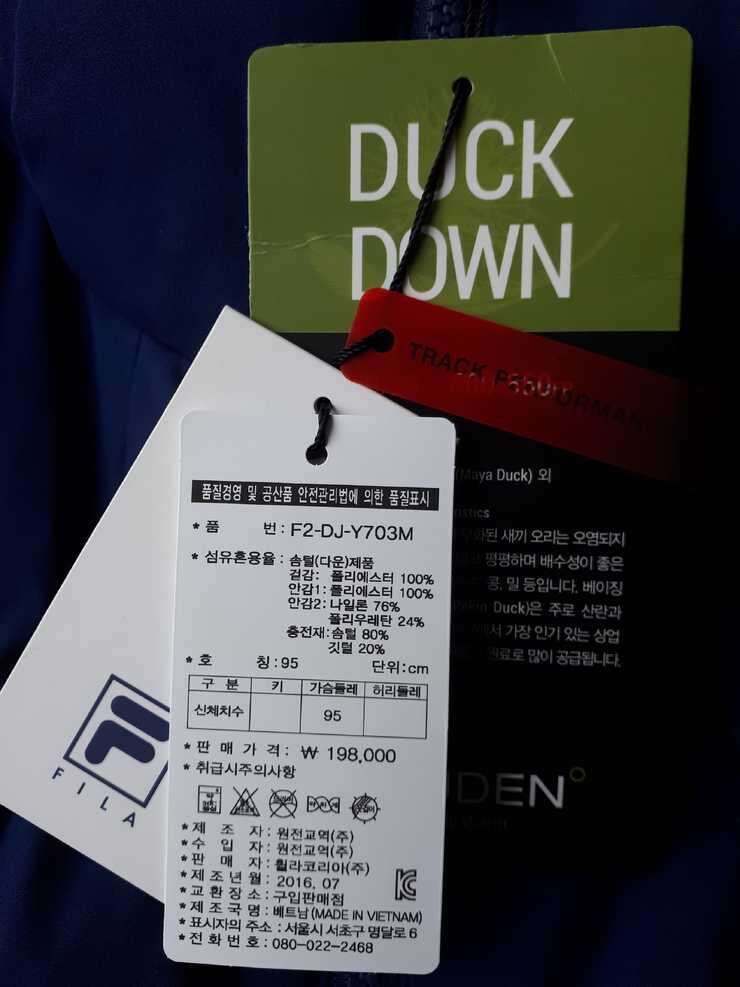 DUCK
DOWN
TRACK PERFORMAN
(Maya Duck) 외
새끼 오리는 오염되지
평평하며 배수성이 좋은
콩, 밀 등입니다. 베이징
Duck)은 주로 산란과
가장 인기 있는 상업
원료로 많이 공급됩니다.
DEN
FILA
품질경영 및 공산품 안전관리법에 의한 품질표시
* 품 번 : F2-DJ-Y703M
* 섬유혼용율 : 솜털(다운)제품
겉감: 폴리에스터 100%
안감1: 폴리에스터 100%
안감2: 나일론 76%
폴리우레탄 24%
충전재: 솜털 80%
깃털 20%
* 호 칭 : 95 단위: cm
구 분 키 가슴둘레 허리둘레
신체치수 95
* 판 매 가 격 : ₩ 198,000
* 취급시주의사항
* 제 조 자 : 원전교역(주)
* 수 입 자 : 원전교역(주)
* 판 매 자 : 휠라코리아(주)
* 제 조 년 월 : 2016. 07
* 교 환 장 소 : 구입판매점
* 제 조 국 명 : 베트남 (MADE IN VIETNAM)
* 표시자의 주소 : 서울시 서초구 명달로 6
* 전 화 번 호 : 080-022-2468